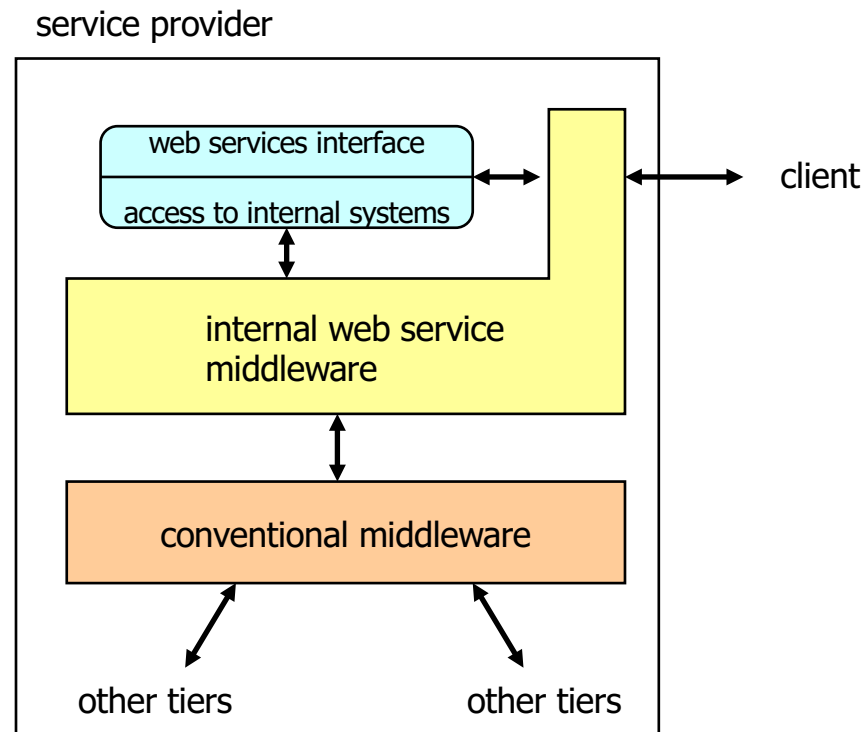 service provider
web services interface
client
access to internal systems
internal web service
middleware
conventional middleware
other tiers
other tiers